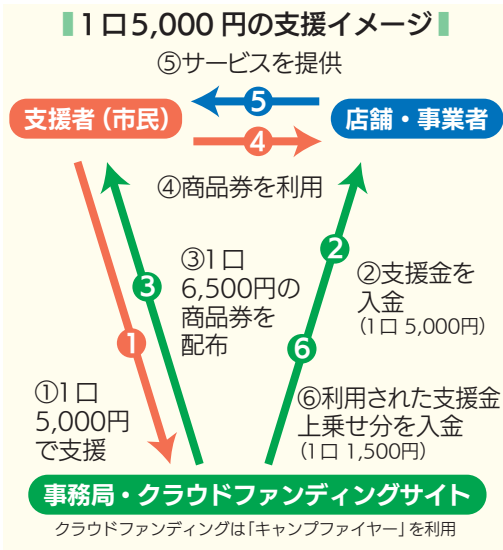 1口5,000円の支援イメージ
⑤サービスを提供
5
支援者（市民）
店舗・事業者
4
④商品券を利用
③1口
6,500円の
商品券を
配布
3
2
②支援金を
入金
（1口 5,000円）
1
6
①1口
5,000円
で支援
⑥利用された支援金
上乗せ分を入金
（1口 1,500円）
事務局・クラウドファンディングサイト
クラウドファンディングは「キャンプファイヤー」を利用